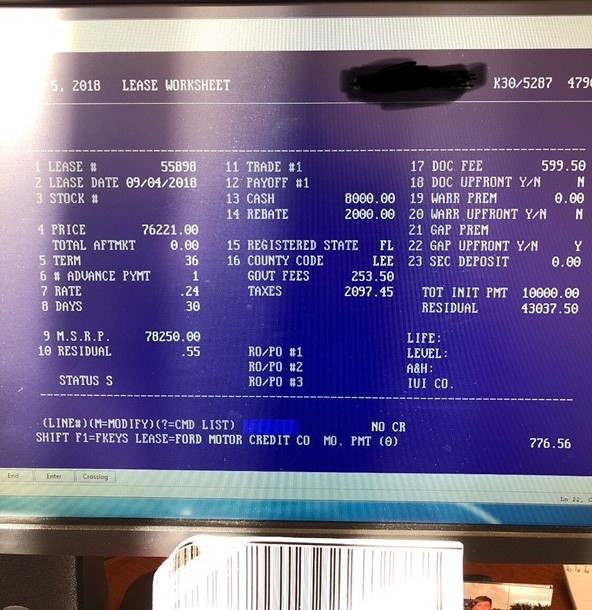 5, 2018 LEASE WORKSHEET K30/5287 479
1 LEASE # 55898 11 TRADE #1 17 DOC FEE 599.50
2 LEASE DATE 09/04/2018 12 PAYOFF #1 18 DOC UPFRONT Y/N N
3 STOCK # 13 CASH 8000.00 19 WARR PREM 0.00
14 REBATE 2000.00 20 WARR UPFRONT Y/N N
4 PRICE 76221.00 21 GAP PREM
TOTAL AFTMKT 0.00 15 REGISTERED STATE FL 22 GAP UPFRONT Y/N Y
5 TERM 36 16 COUNTY CODE LEE 23 SEC DEPOSIT 0.00
6 # ADVANCE PYMT 1 GOVT FEES 253.50
7 RATE .24 TAXES 2097.45 TOT INIT PMT 10000.00
8 DAYS 30 RESIDUAL 43037.50
9 M.S.R.P. 78250.00 LIFE:
10 RESIDUAL .55 RO/PO #1 LEVEL:
RO/PO #2 A&H:
STATUS S RO/PO #3 IUI CO.
(LINE#)(M=MODIFY)(?=CMD LIST) NO CR
SHIFT F1=FKEYS LEASE=FORD MOTOR CREDIT CO MO. PMT (0) 776.56
End Enter Crosslog
Ln 22, C